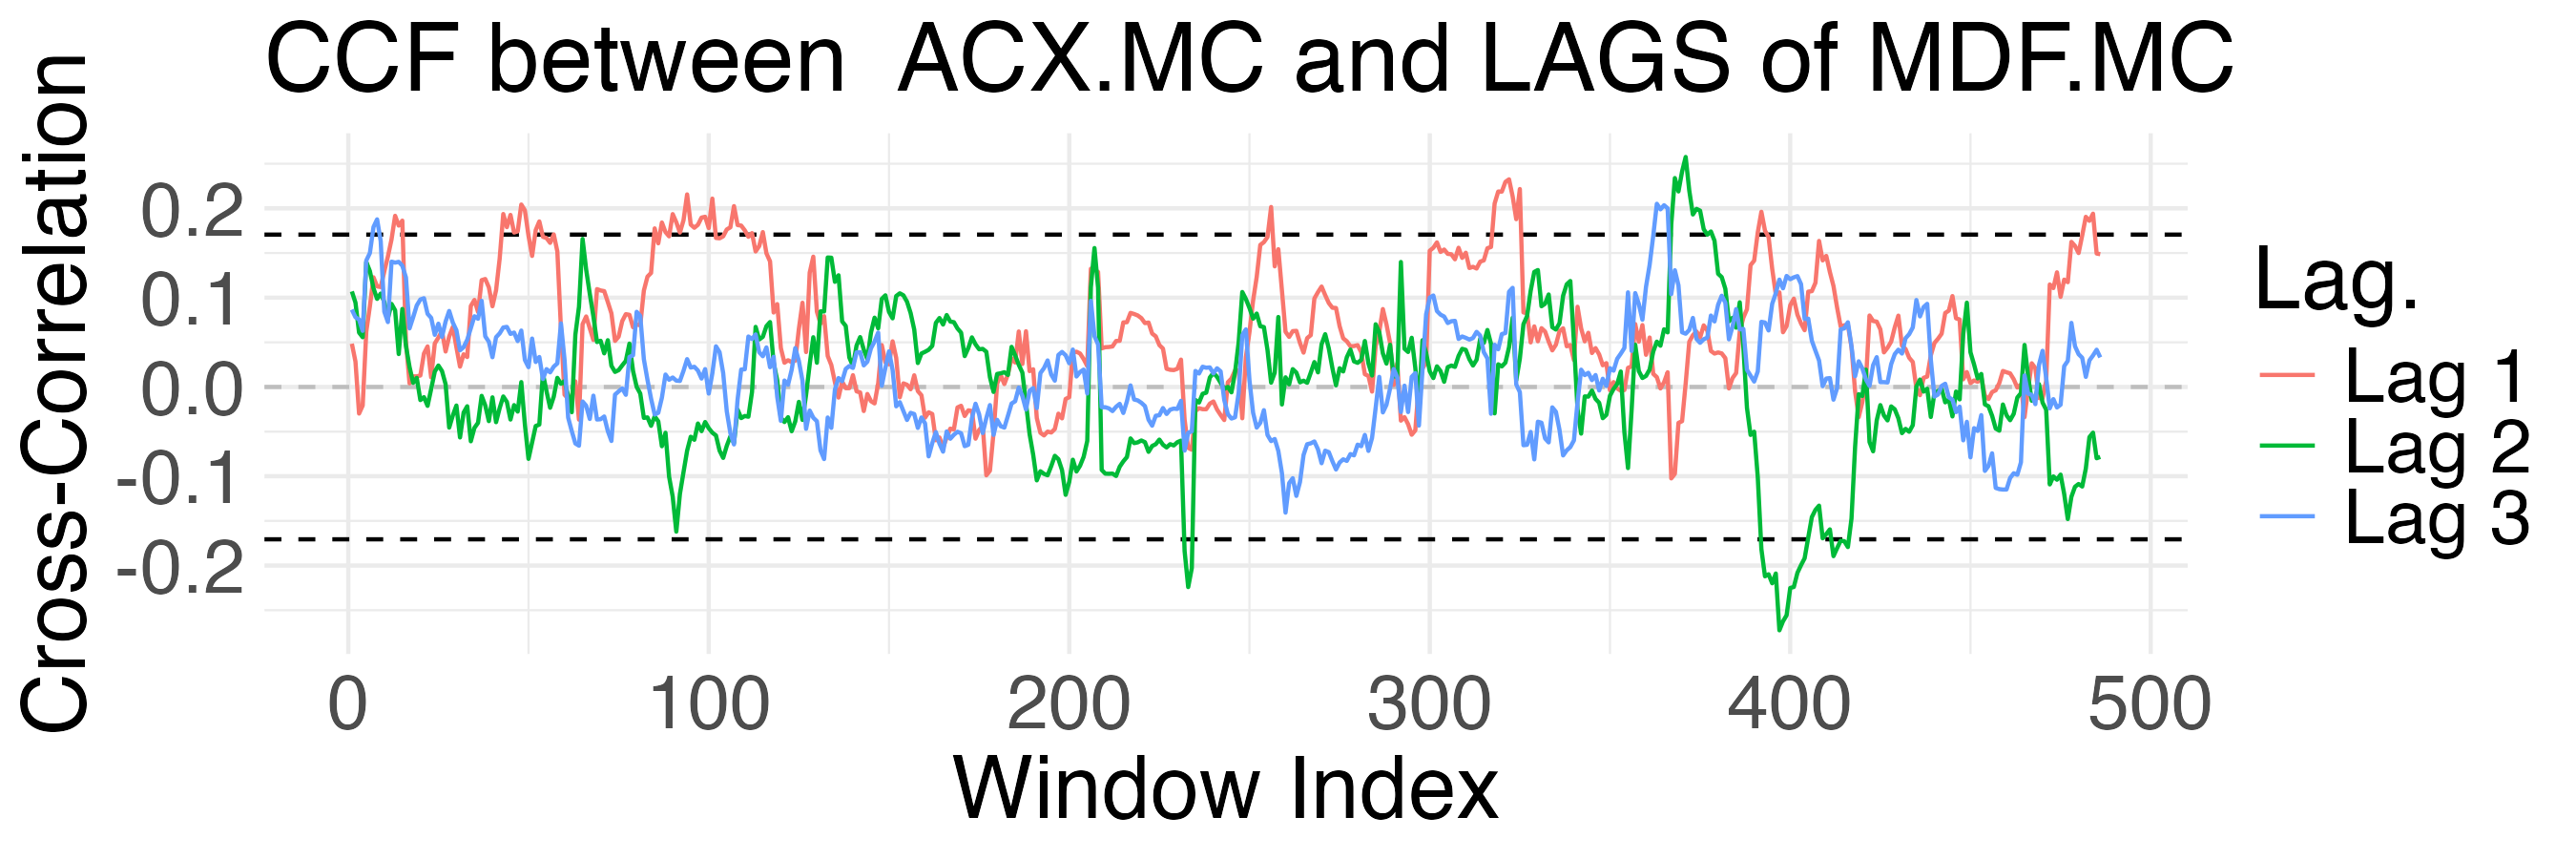 CCF between  ACX.MC and LAGS of MDF.MC
Cross-Correlation
0.2
0.1
0.0
-0.1
-0.2
0 100 200 300 400 500
Window Index
Lag.
Lag 1
Lag 2
Lag 3